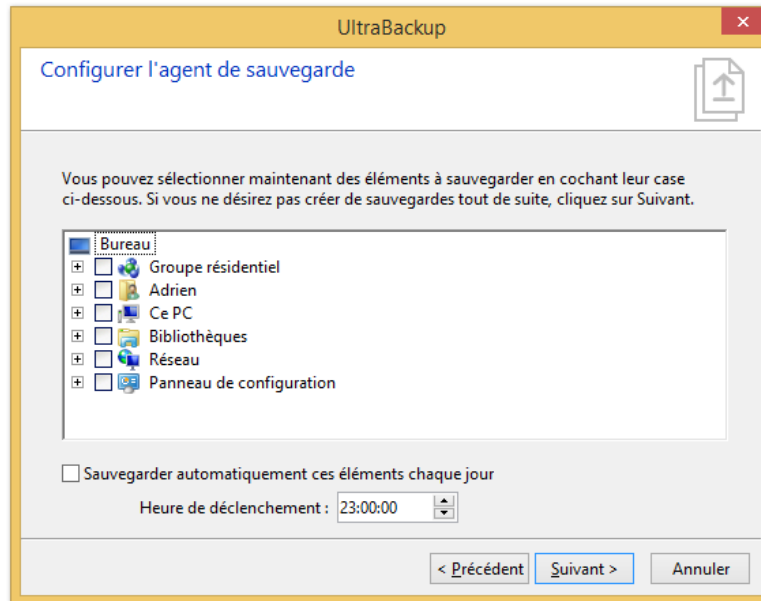 UltraBackup
Configurer l'agent de sauvegarde
Vous pouvez sélectionner maintenant des éléments à sauvegarder en cochant leur case
ci-dessous. Si vous ne désirez pas créer de sauvegardes tout de suite, cliquez sur Suivant.
Bureau
Groupe résidentiel
Adrien
Ce PC
Bibliothèques
Réseau
Panneau de configuration
Sauvegarder automatiquement ces éléments chaque jour
Heure de déclenchement : 23:00:00
< Précédent Suivant > Annuler